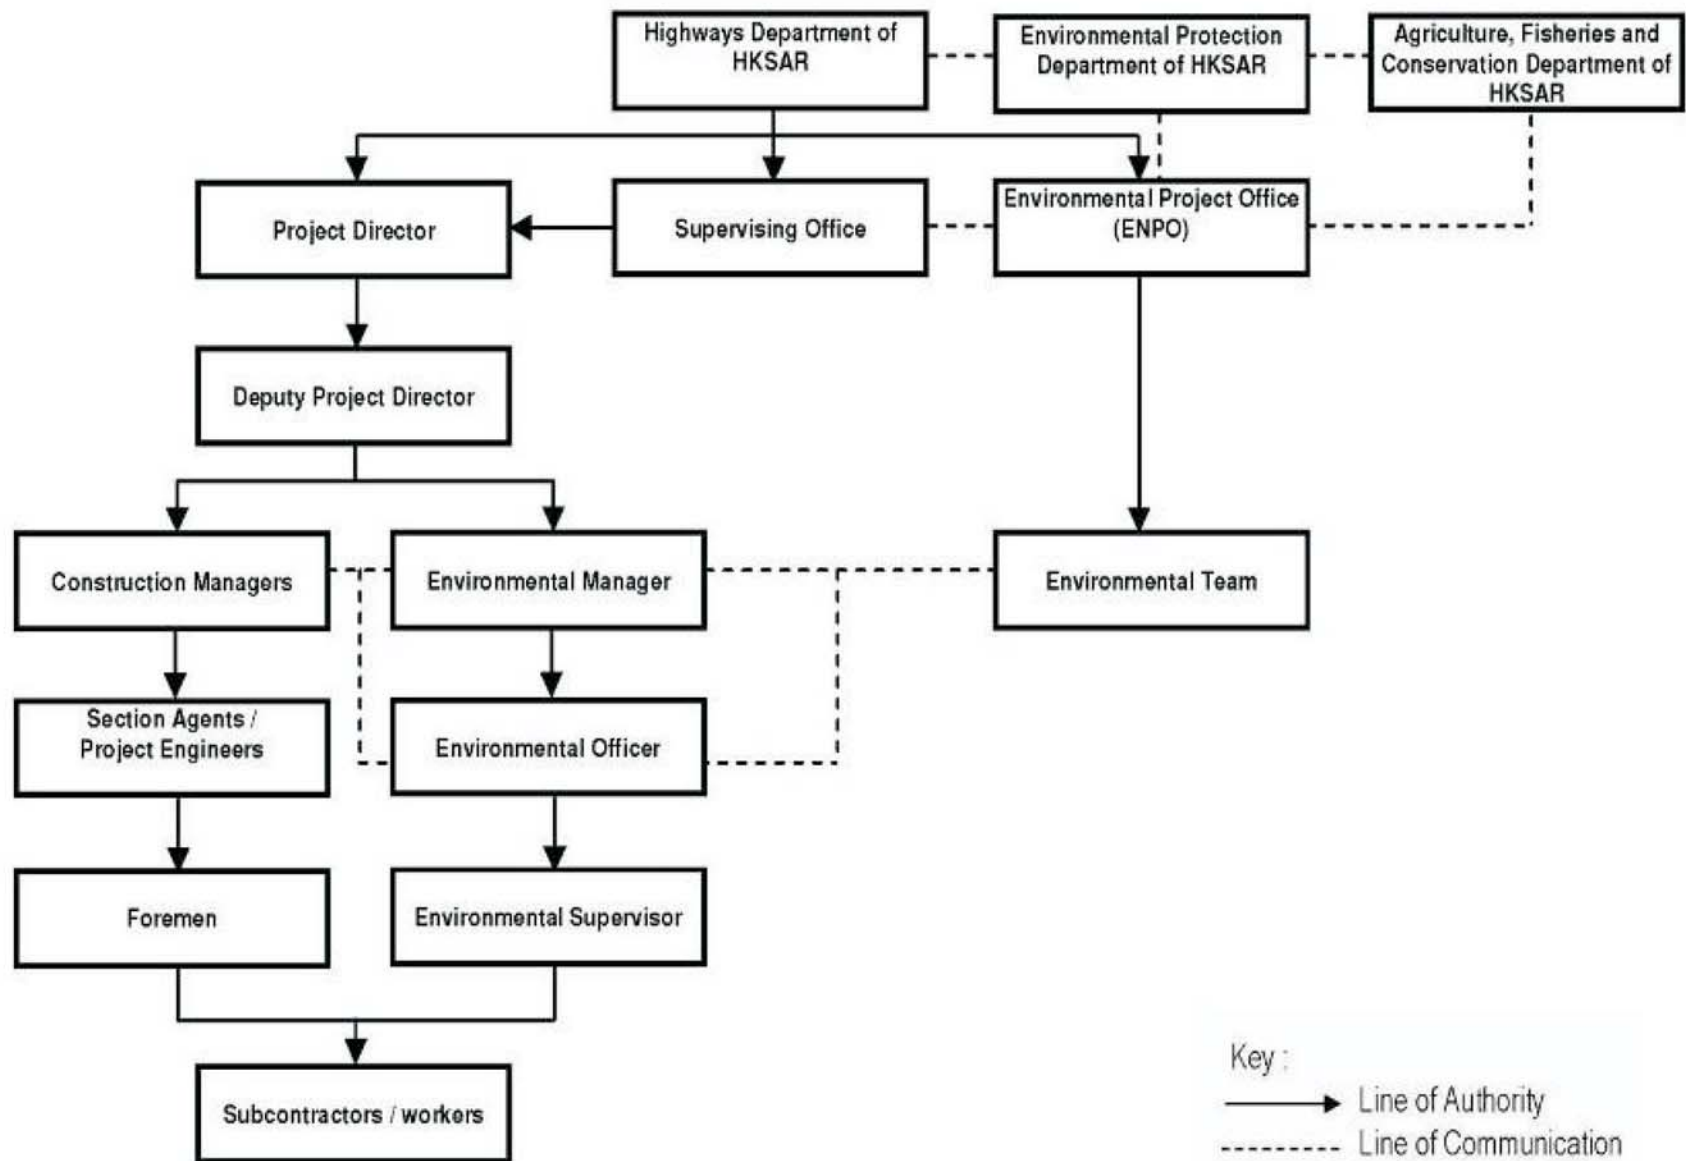 Highways Department of
HKSAR
Environmental Protection
Department of HKSAR
Agriculture, Fisheries and
Conservation Department of
HKSAR
Project Director
Supervising Office
Environmental Project Office
(ENPO)
Deputy Project Director
Construction Managers
Environmental Manager
Environmental Team
Section Agents /
Project Engineers
Environmental Officer
Foremen
Environmental Supervisor
Subcontractors / workers
Key :
Line of Authority
Line of Communication